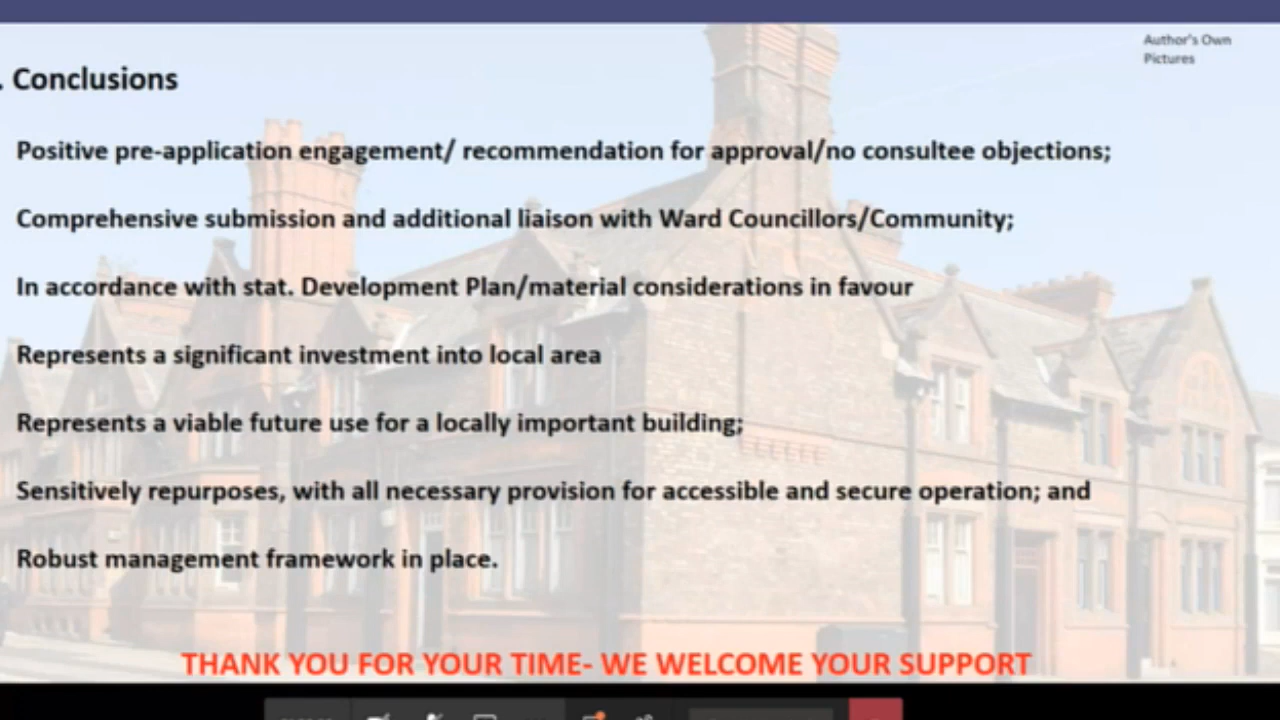 Author's Own
Pictures
. Conclusions
Positive pre-application engagement/ recommendation for approval/no consultee objections;
Comprehensive submission and additional liaison with Ward Councillors/Community;
In accordance with stat. Development Plan/material considerations in favour
Represents a significant investment into local area
Represents a viable future use for a locally important building;
Sensitively repurposes, with all necessary provision for accessible and secure operation; and
Robust management framework in place.
THANK YOU FOR YOUR TIME- WE WELCOME YOUR SUPPORT